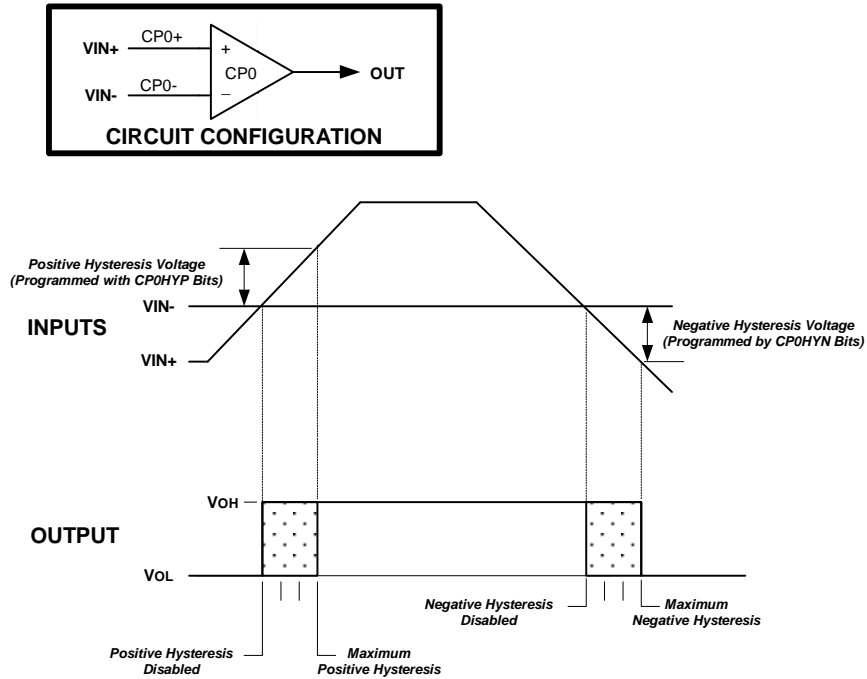 VIN+
CP0+
+
CP0
OUT
VIN-
CP0-
−
CIRCUIT CONFIGURATION
Positive Hysteresis Voltage
(Programmed with CP0HYP Bits)
VIN-
INPUTS
VIN+
Negative Hysteresis Voltage
(Programmed by CP0HYN Bits)
VOH
OUTPUT
VOL
Positive Hysteresis
Disabled
Maximum
Positive Hysteresis
Negative Hysteresis
Disabled
Maximum
Negative Hysteresis